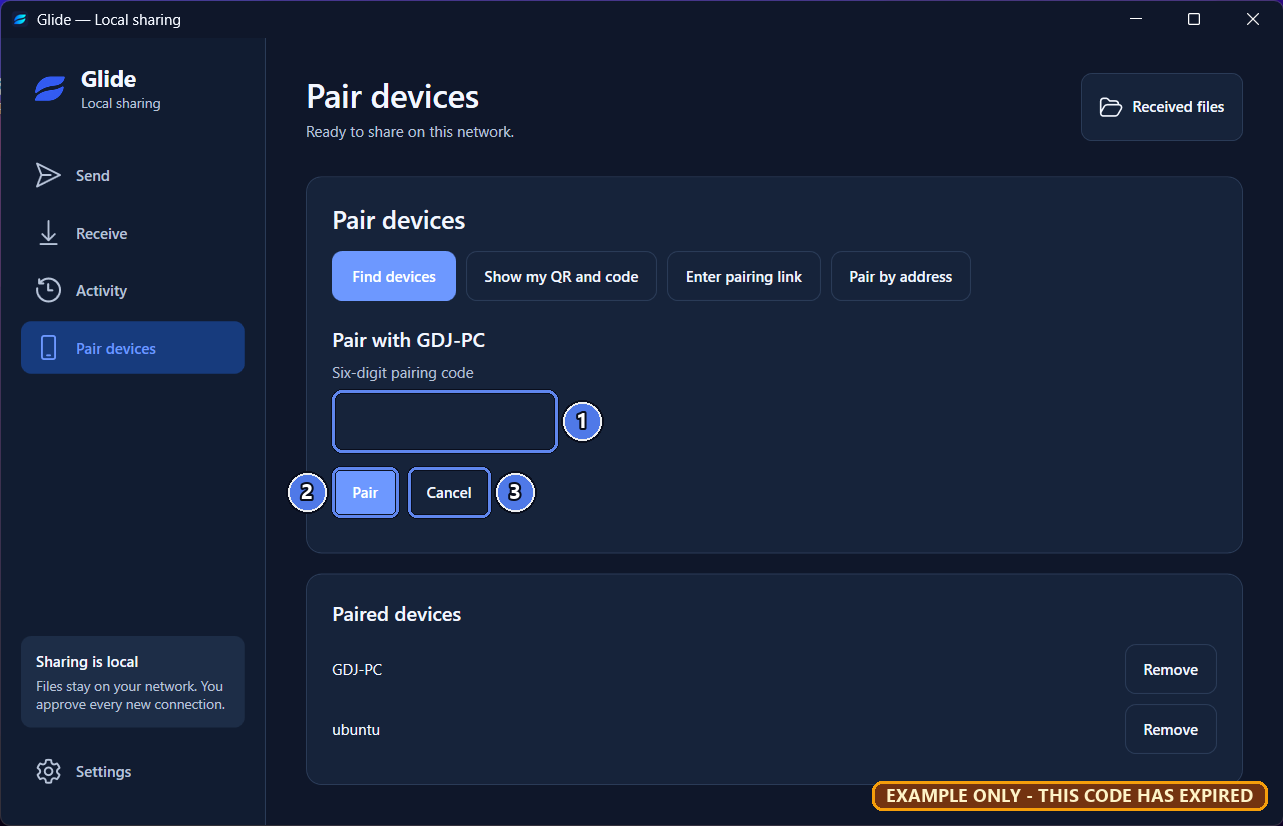 Glide — Local sharing
Glide
Local sharing
Send
Receive
Activity
Pair devices
Sharing is local
Files stay on your network. You
approve every new connection.
Settings
Pair devices
Ready to share on this network.
Received files
Pair devices
Find devices
Show my QR and code
Enter pairing link
Pair by address
Pair with GDJ-PC
Six-digit pairing code
1
2
Pair
Cancel
3
Paired devices
GDJ-PC
Remove
ubuntu
Remove
EXAMPLE ONLY - THIS CODE HAS EXPIRED